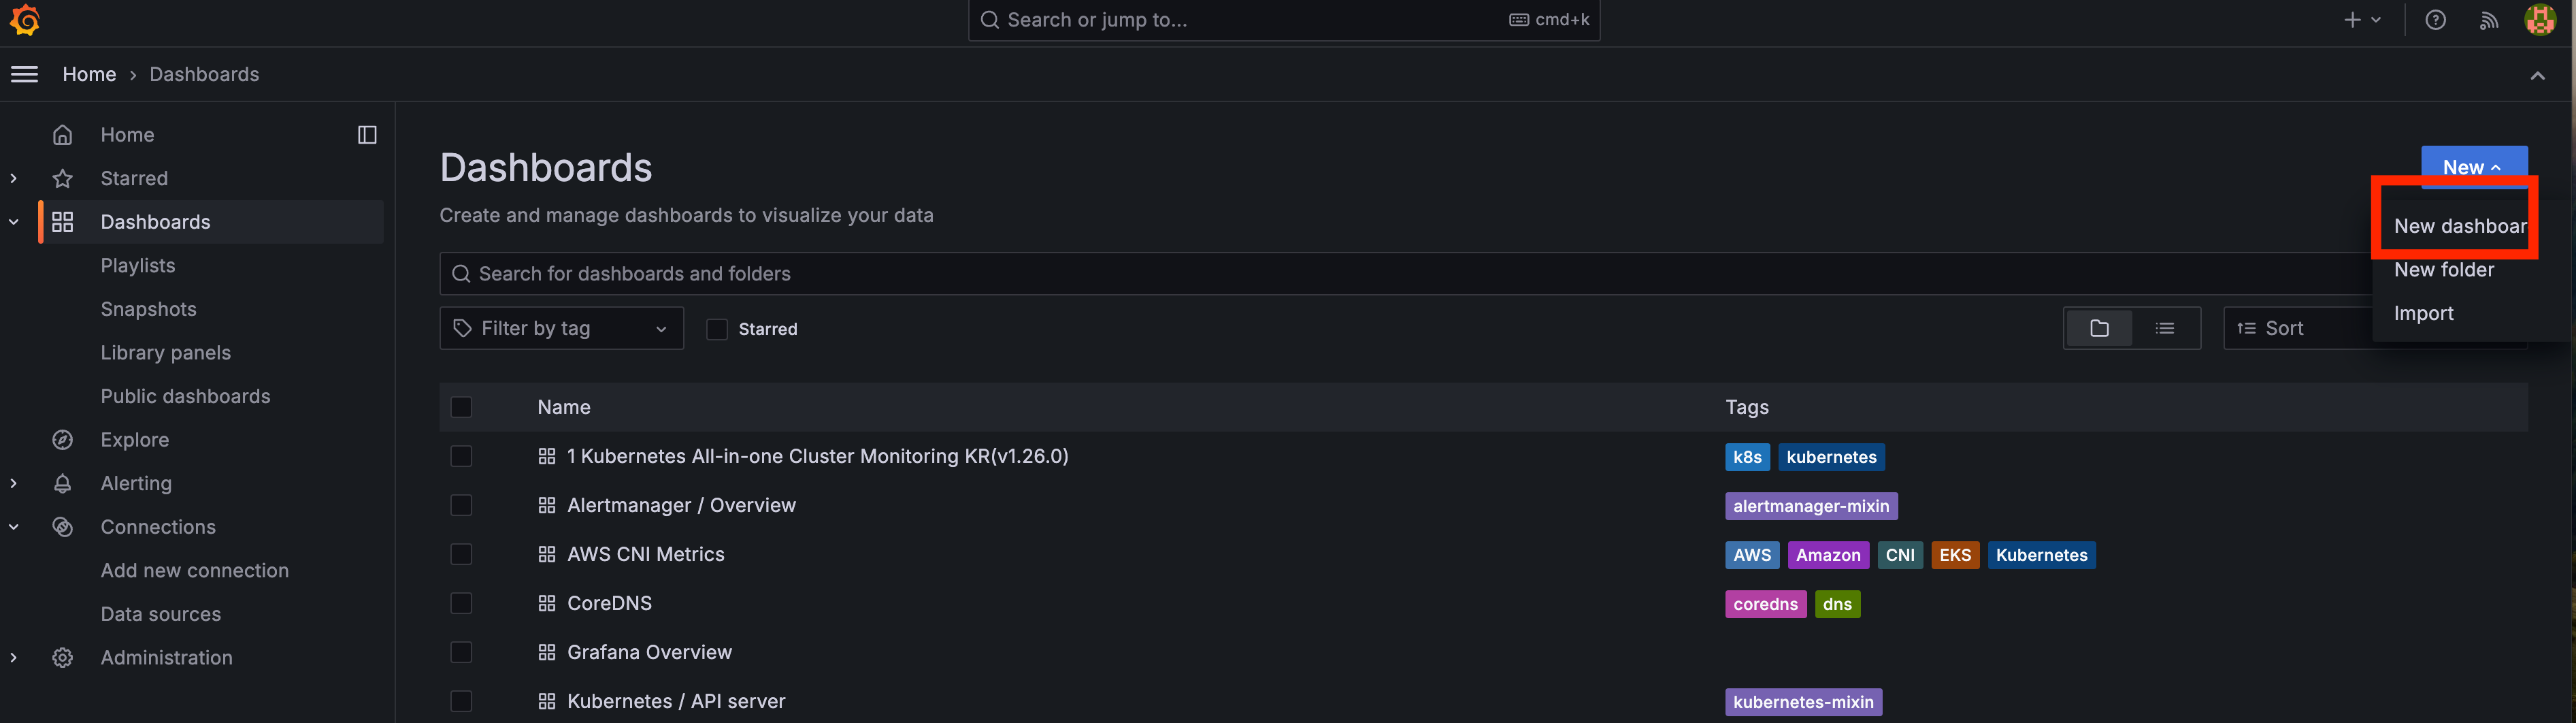 Search or jump to...
cmd+k
Home
Dashboards
Home
Starred
Dashboards
Playlists
Snapshots
Library panels
Public dashboards
Explore
Alerting
Connections
Add new connection
Data sources
Administration
Dashboards
New
Create and manage dashboards to visualize your data
New dashboar
New folder
Import
Search for dashboards and folders
Filter by tag
Starred
Sort
Name Tags
1 Kubernetes All-in-one Cluster Monitoring KR(v1.26.0) k8s kubernetes
Alertmanager / Overview alertmanager-mixin
AWS CNI Metrics AWS Amazon CNI EKS Kubernetes
CoreDNS coredns dns
Grafana Overview
Kubernetes / API server kubernetes-mixin